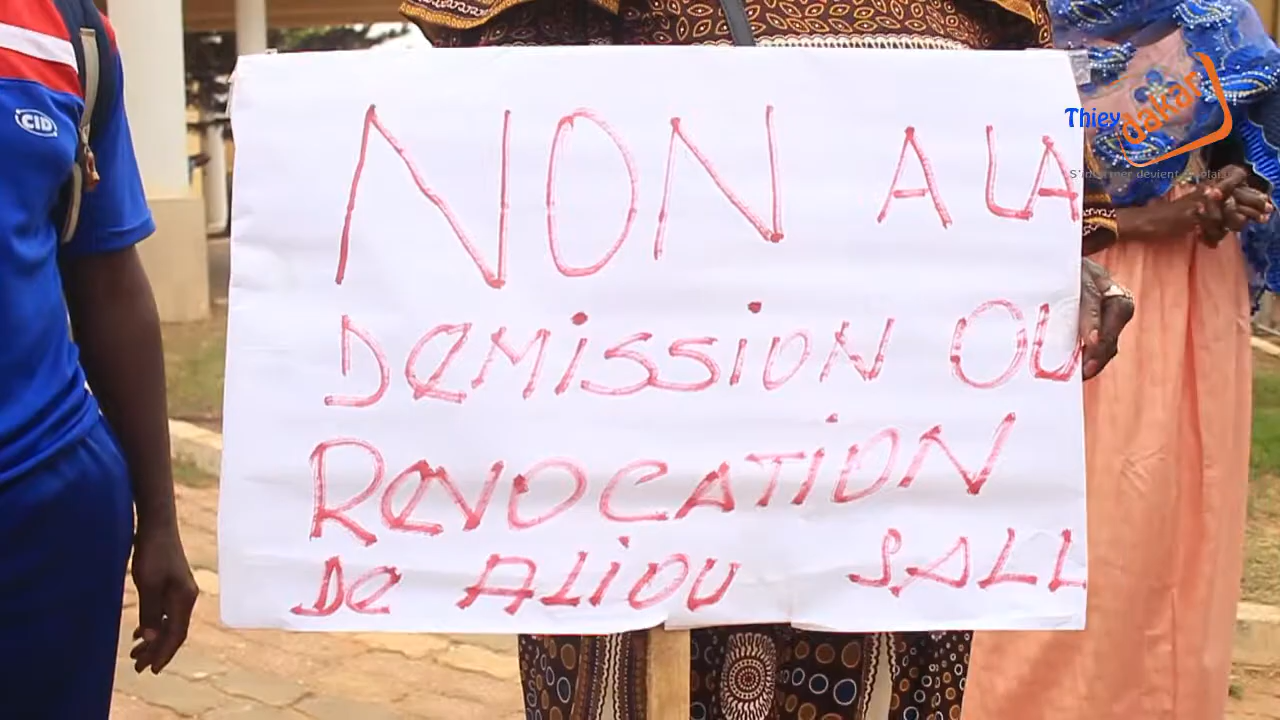 NON A LA
DeMiSSiON OU
ReVOCATiON
De ALiOU SALL
CID
Thiey
dakar